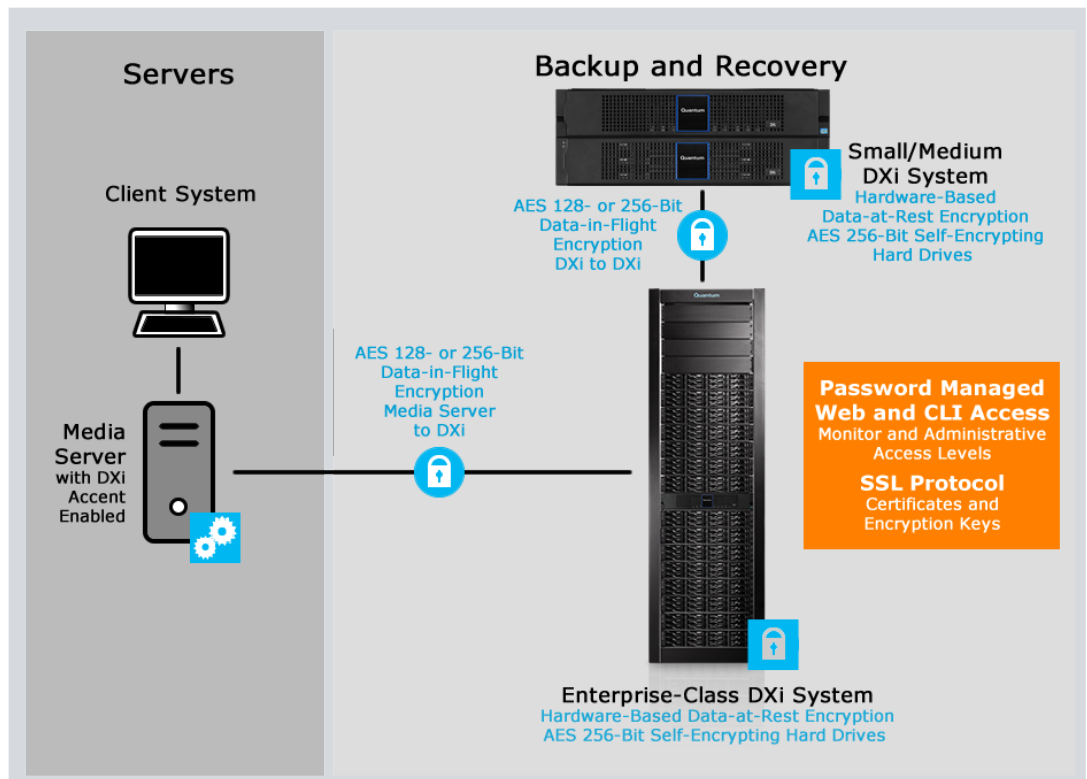 Servers
Client System
Media
Server
with DXi
Accent
Enabled
Backup and Recovery
Quantum
Quantum
Small/Medium
DXi System
Hardware-Based
Data-at-Rest Encryption
AES 256-Bit Self-Encrypting
Hard Drives
AES 128- or 256-Bit
Data-in-Flight
Encryption
DXi to DXi
Quantum
AES 128- or 256-Bit
Data-in-Flight
Encryption
Media Server
to DXi
Password Managed
Web and CLI Access
Monitor and Administrative
Access Levels
SSL Protocol
Certificates and
Encryption Keys
Enterprise-Class DXi System
Hardware-Based Data-at-Rest Encryption
AES 256-Bit Self-Encrypting Hard Drives